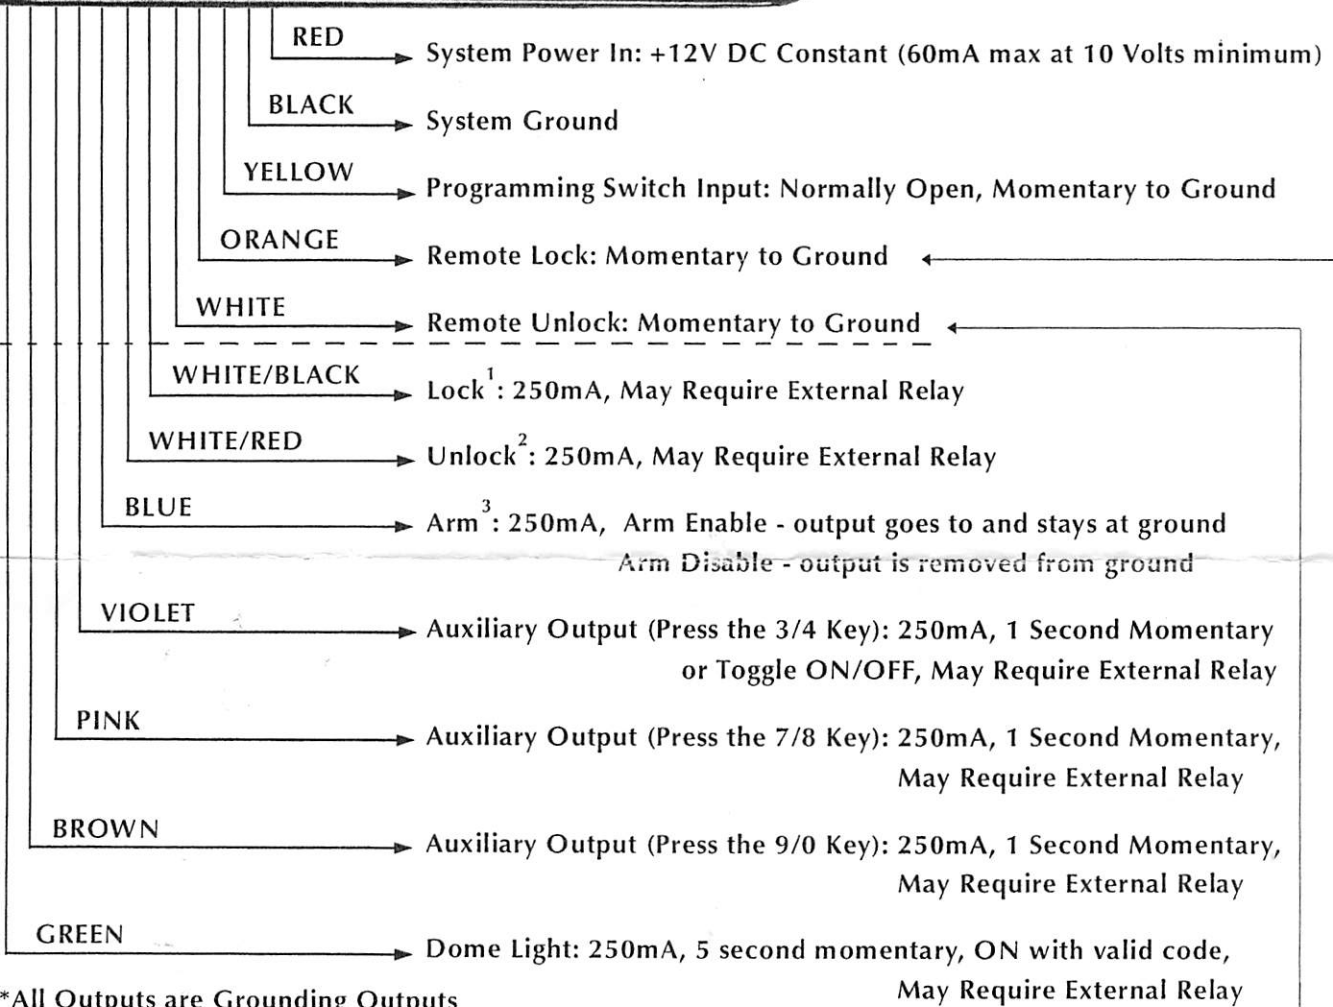 RED
System Power In: +12V DC Constant (60mA max at 10 Volts minimum)
BLACK
System Ground
YELLOW
Programming Switch Input: Normally Open, Momentary to Ground
ORANGE
Remote Lock: Momentary to Ground
WHITE
Remote Unlock: Momentary to Ground
WHITE/BLACK
Lock¹: 250mA, May Require External Relay
WHITE/RED
Unlock²: 250mA, May Require External Relay
BLUE
Arm³: 250mA, Arm Enable - output goes to and stays at ground
Arm Disable - output is removed from ground
VIOLET
Auxiliary Output (Press the 3/4 Key): 250mA, 1 Second Momentary
or Toggle ON/OFF, May Require External Relay
PINK
Auxiliary Output (Press the 7/8 Key): 250mA, 1 Second Momentary,
May Require External Relay
BROWN
Auxiliary Output (Press the 9/0 Key): 250mA, 1 Second Momentary,
May Require External Relay
GREEN
Dome Light: 250mA, 5 second momentary, ON with valid code,
May Require External Relay
*All Outputs are Grounding Outputs